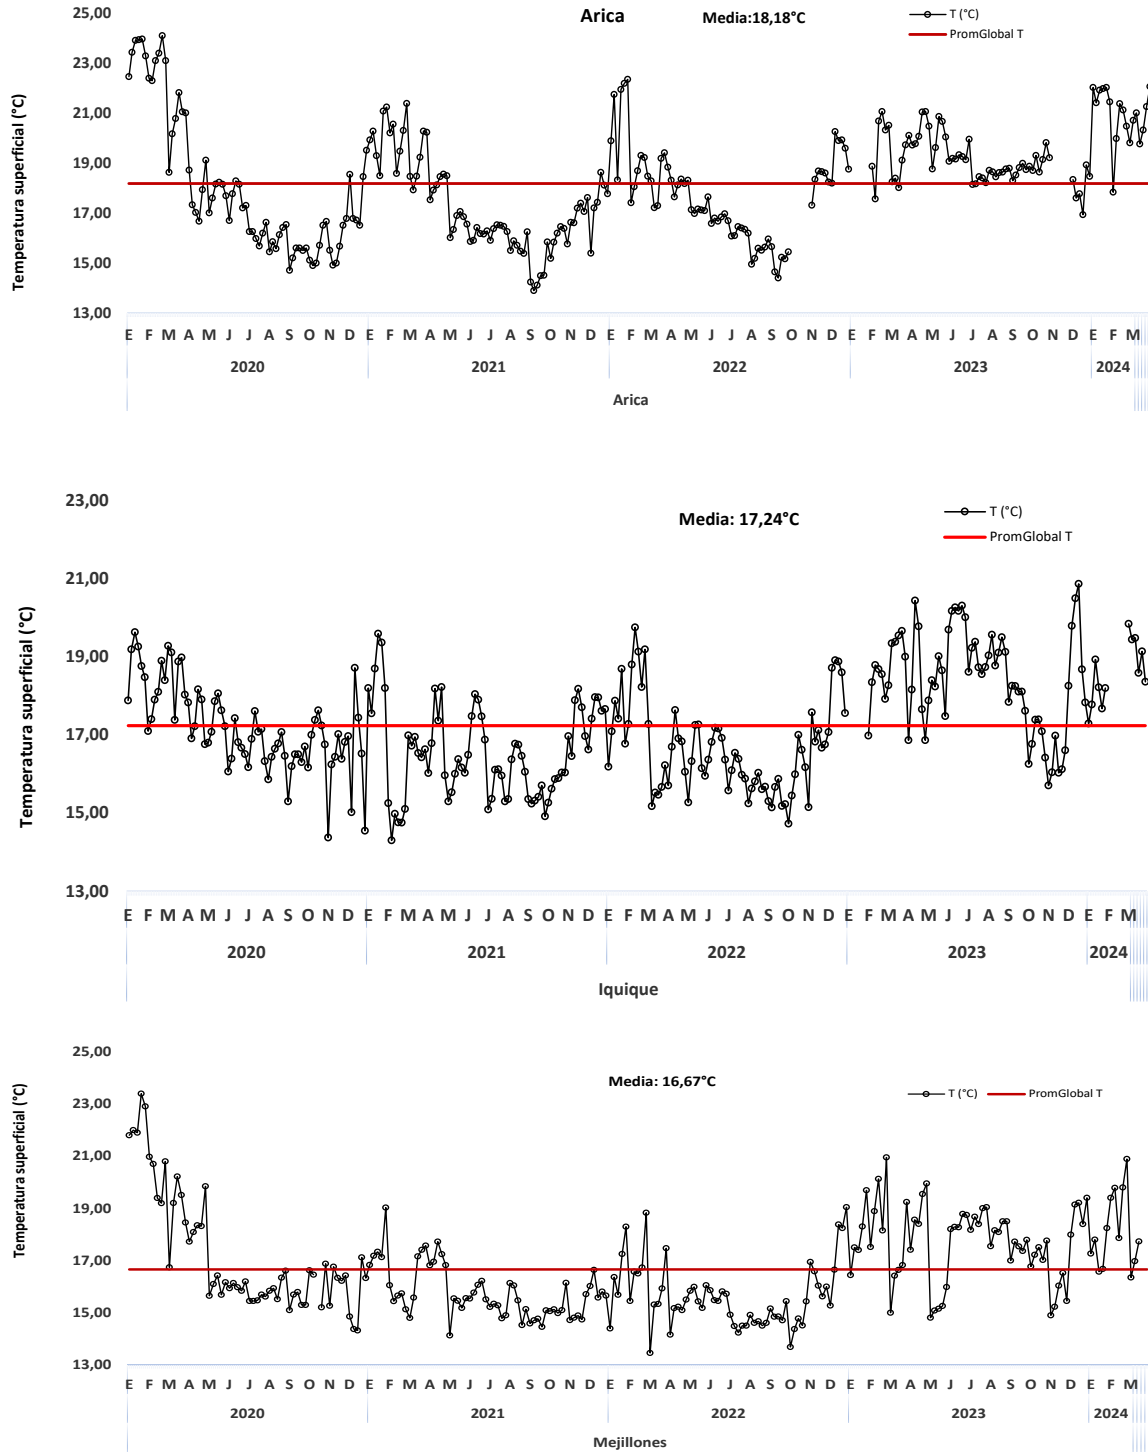 Arica
Media:18,18°C
T (°C)
PromGlobal T
Temperatura superficial (°C)
25,00
23,00
21,00
19,00
17,00
15,00
13,00
E F M A M J J A S O N D E F M A M J J A S O N D E F M A M J J A S O N D E F M A M J J A S O N D E F M
2020 2021 2022 2023 2024
Arica
Media: 17,24°C
T (°C)
PromGlobal T
Temperatura superficial (°C)
23,00
21,00
19,00
17,00
15,00
13,00
E F M A M J J A S O N D E F M A M J J A S O N D E F M A M J J A S O N D E F M A M J J A S O N D E F M
2020 2021 2022 2023 2024
Iquique
Media: 16,67°C
T (°C) PromGlobal T
Temperatura superficial (°C)
25,00
23,00
21,00
19,00
17,00
15,00
13,00
E F M A M J J A S O N D E F M A M J J A S O N D E F M A M J J A S O N D E F M A M J J A S O N D E F M
2020 2021 2022 2023 2024
Mejillones